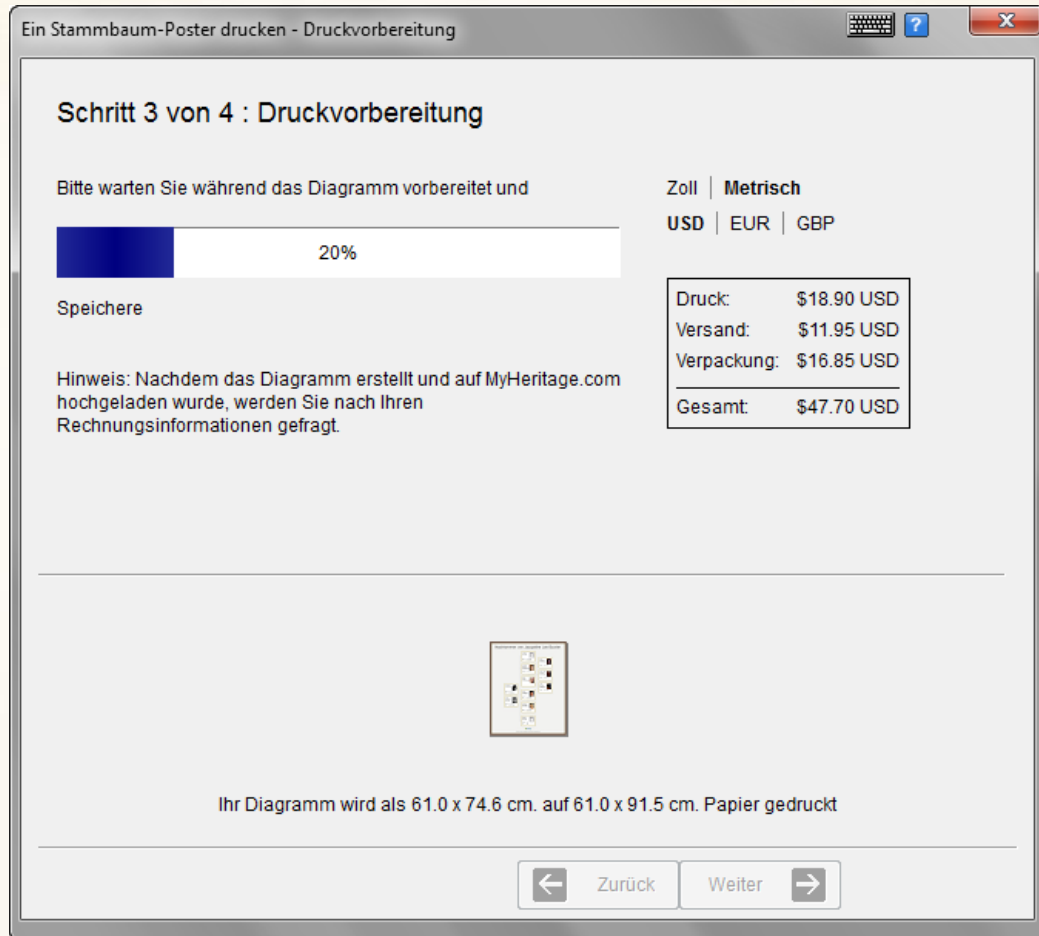 Ein Stammbaum-Poster drucken - Druckvorbereitung
?
X
Schritt 3 von 4 : Druckvorbereitung
Bitte warten Sie während das Diagramm vorbereitet und
20%
Speichere
Hinweis: Nachdem das Diagramm erstellt und auf MyHeritage.com
hochgeladen wurde, werden Sie nach Ihren
Rechnungsinformationen gefragt.
Zoll | Metrisch
USD | EUR | GBP
Druck: $18.90 USD
Versand: $11.95 USD
Verpackung: $16.85 USD
Gesamt: $47.70 USD
Ihr Diagramm wird als 61.0 x 74.6 cm. auf 61.0 x 91.5 cm. Papier gedruckt
Zurück
Weiter